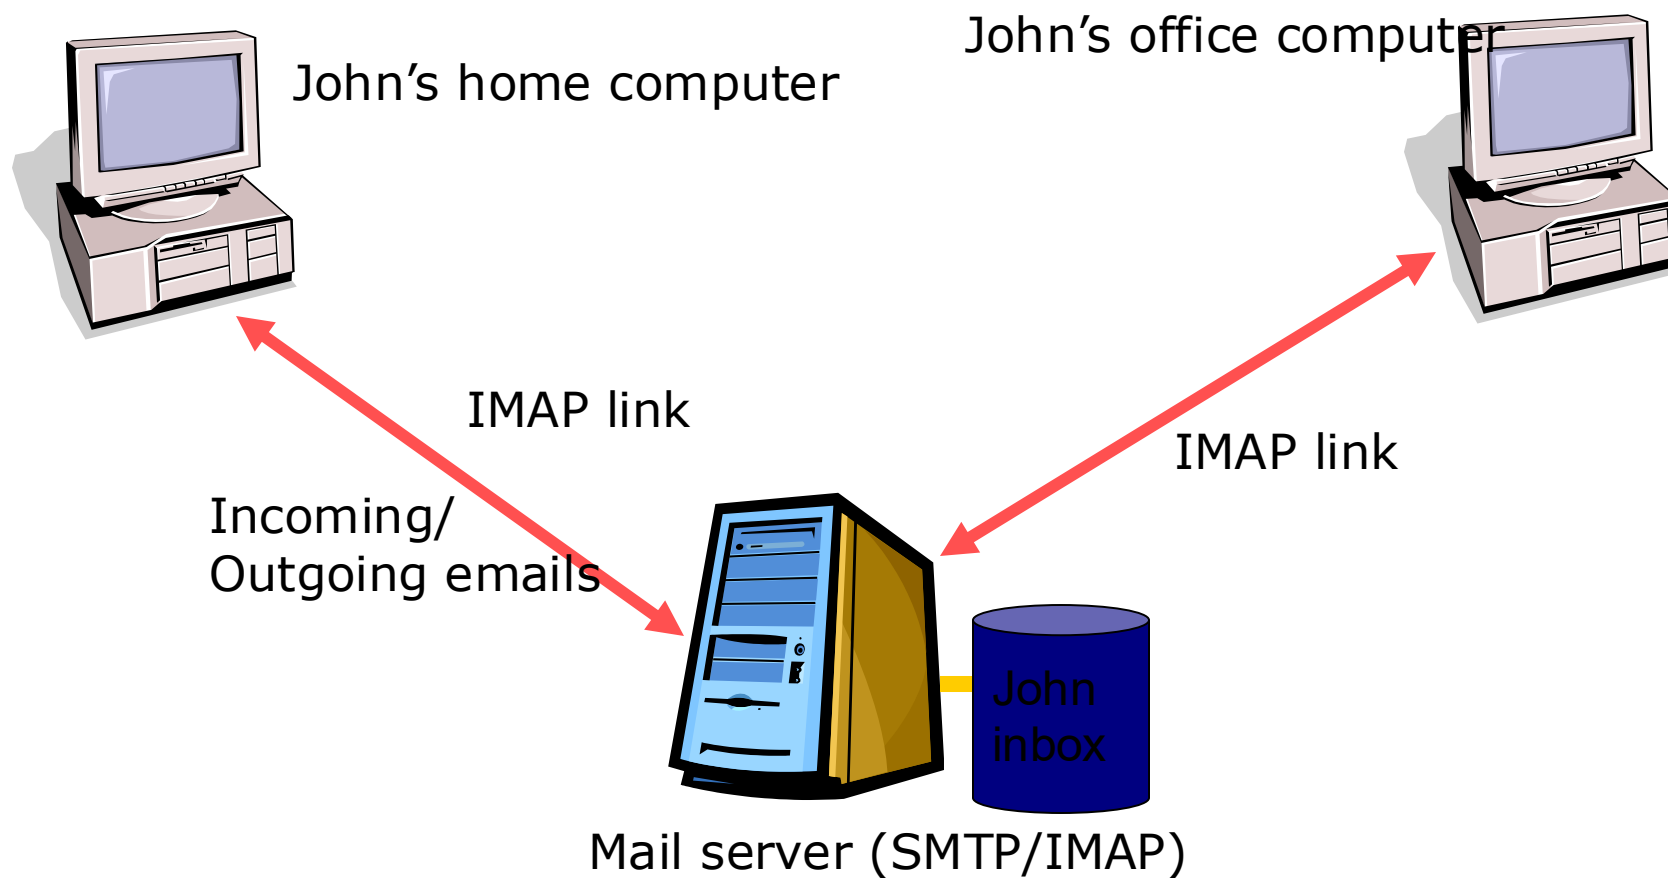 John’s office computer
John’s home computer
IMAP link
IMAP link
Incoming/
Outgoing emails
John
inbox
Mail server (SMTP/IMAP)